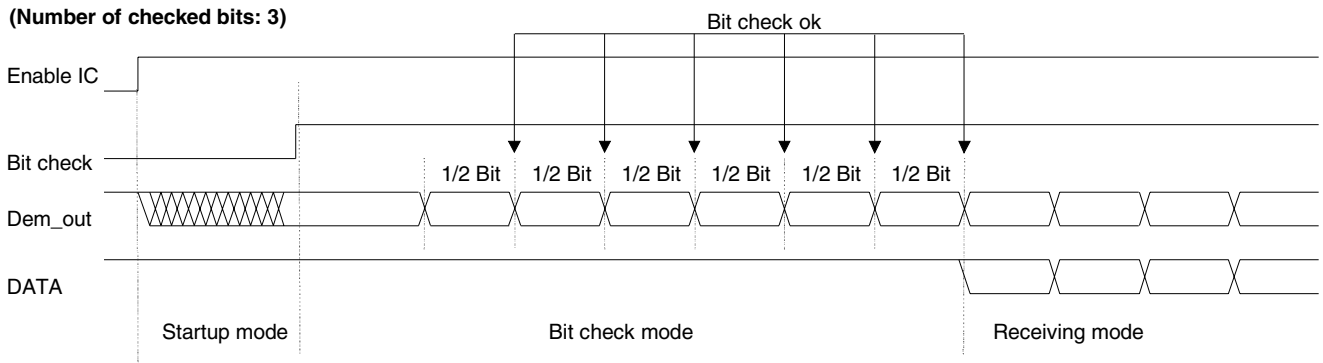 (Number of checked bits: 3)
Bit check ok
Enable IC
Bit check
1/2 Bit 1/2 Bit 1/2 Bit 1/2 Bit 1/2 Bit 1/2 Bit
Dem_out
DATA
Startup mode Bit check mode Receiving mode